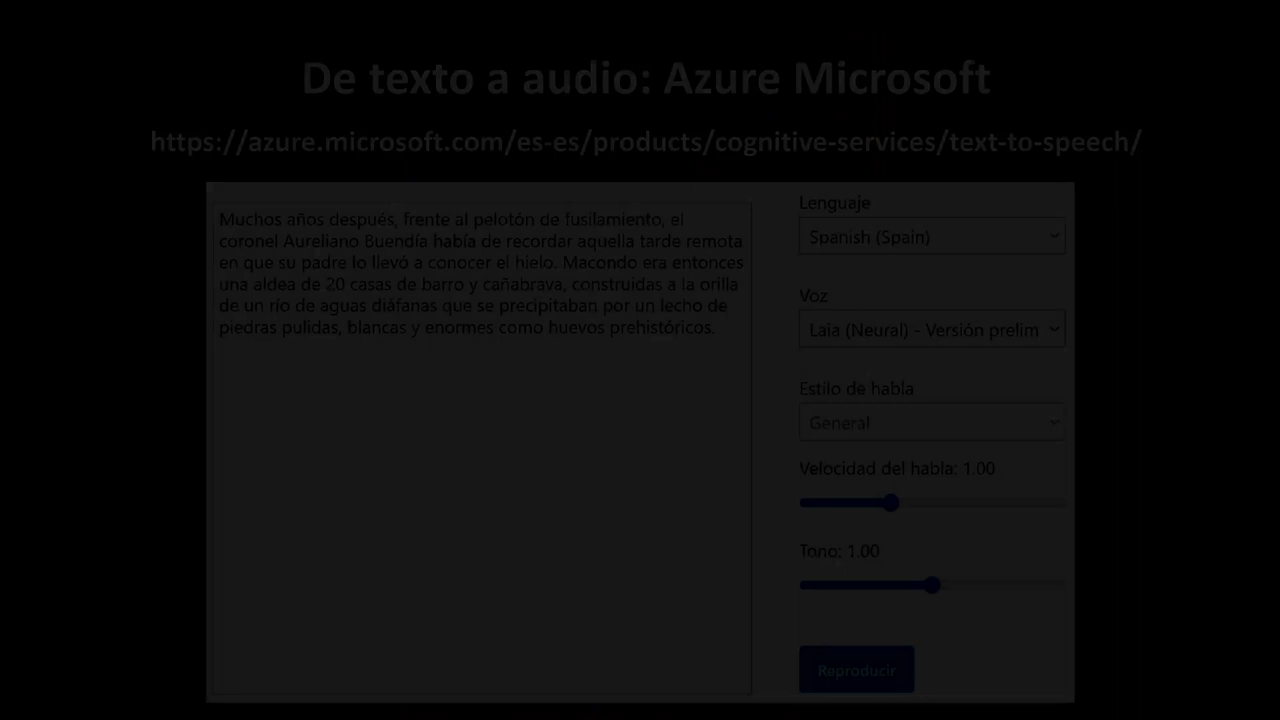 De texto a audio: Azure Microsoft
https://azure.microsoft.com/es-es/products/cognitive-services/text-to-speech/
Muchos años después, frente al pelotón de fusilamiento, el
coronel Aureliano Buendía había de recordar aquella tarde remota
en que su padre lo llevó a conocer el hielo. Macondo era entonces
una aldea de 20 casas de barro y cañabrava, construidas a la orilla
de un río de aguas diáfanas que se precipitaban por un lecho de
piedras pulidas, blancas y enormes como huevos prehistóricos.
Lenguaje
Spanish (Spain)
Voz
Laia (Neural) - Versión prelim
Estilo de habla
General
Velocidad del habla: 1.00
Tono: 1.00
Reproducir